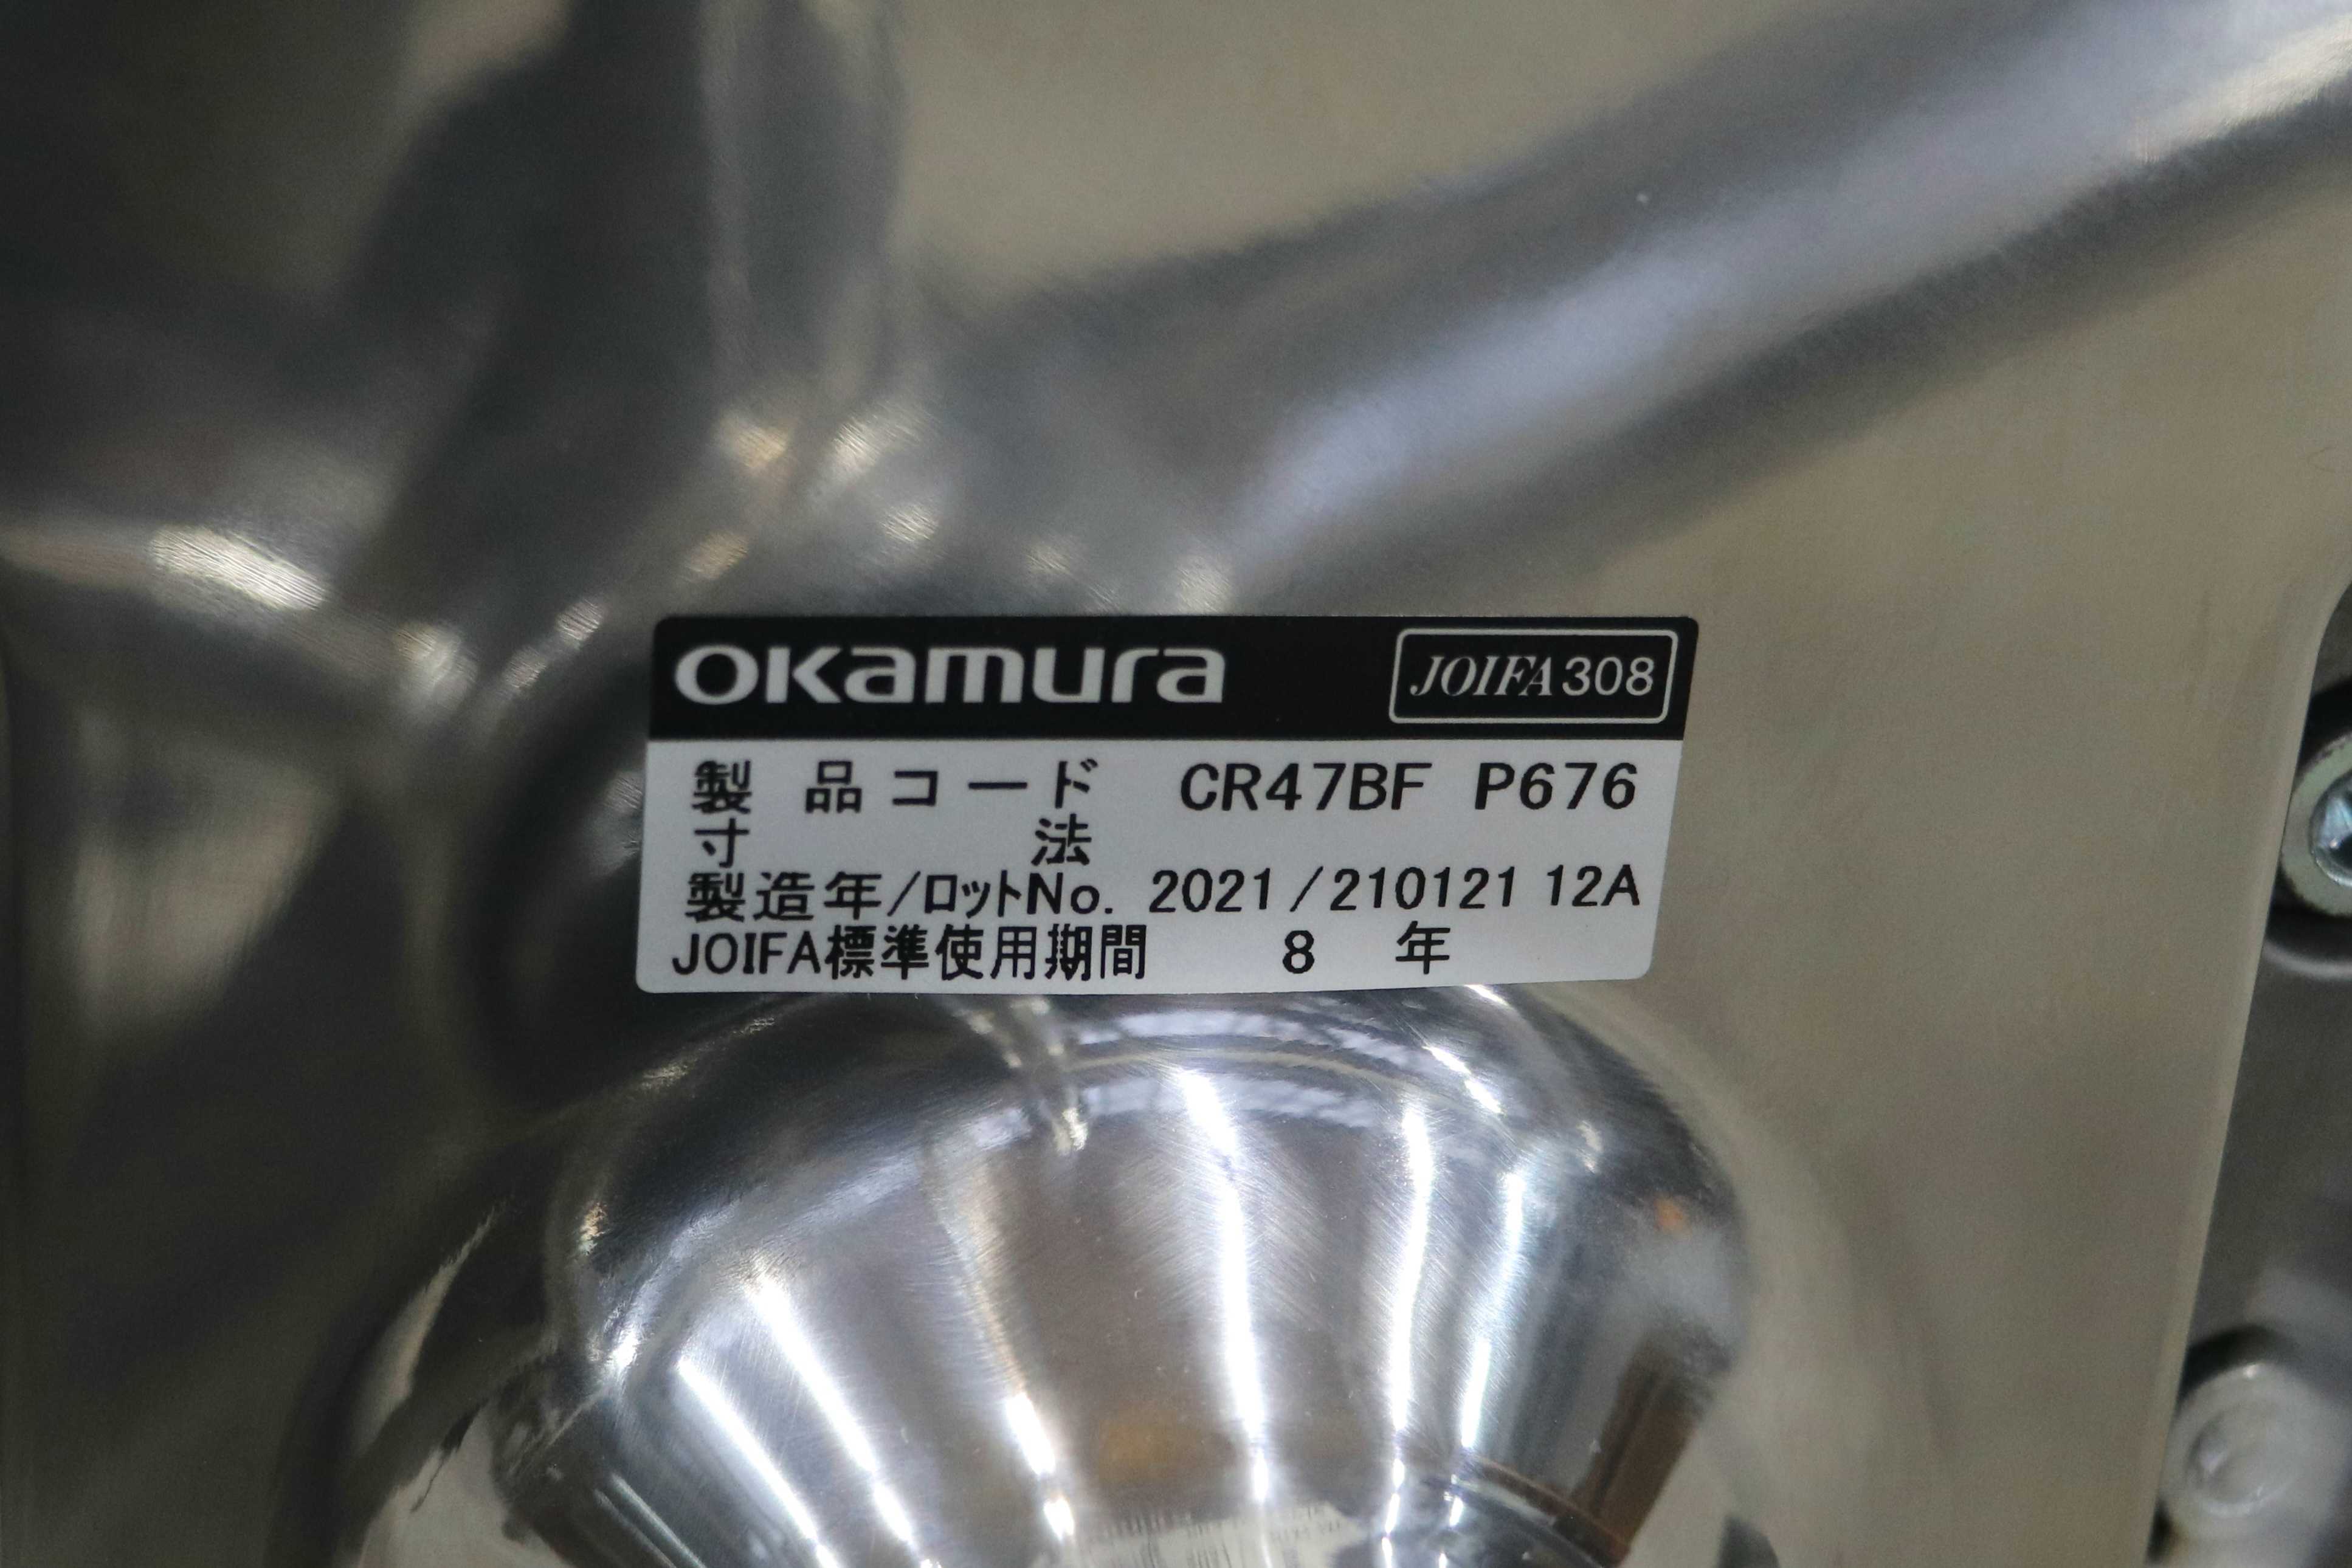 okamura JOIFA308
製品コード CR47BF P676
寸法
製造年/ロットNo. 2021/210121 12A
JOIFA標準使用期間 8 年